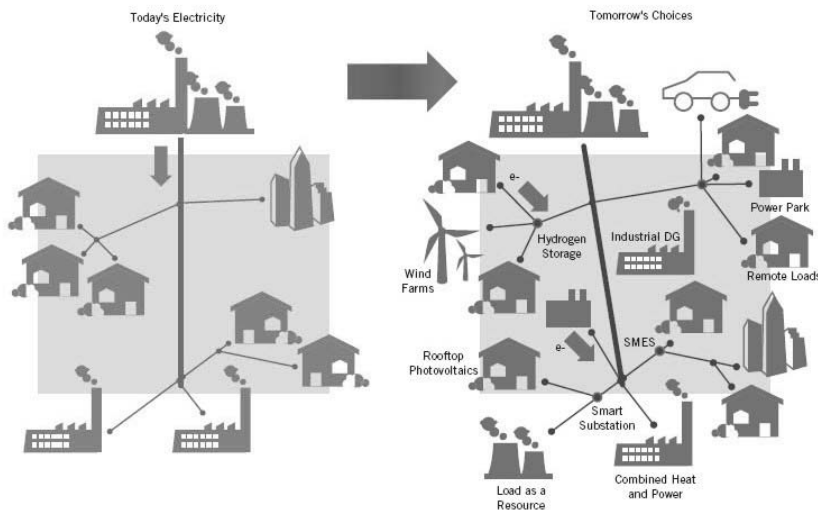 Today's Electricity
Tomorrow's Choices
e-
Power Park
Hydrogen
Storage
Industrial DG
Wind
Farms
Remote Loads
SMES
e-
Rooftop
Photovoltaics
Smart
Substation
Load as a
Resource
Combined Heat
and Power